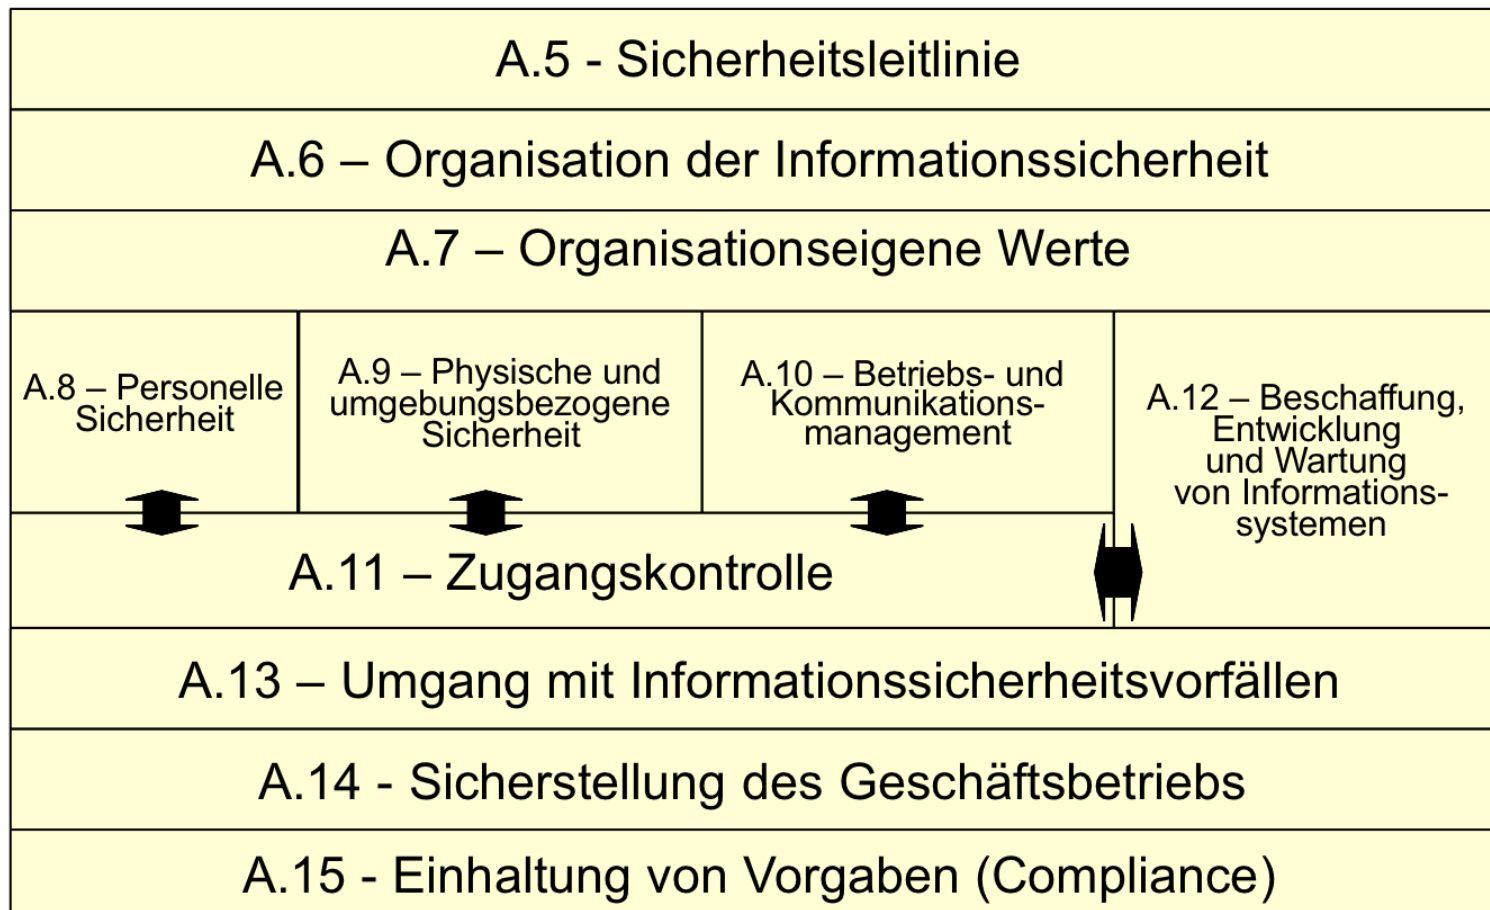 A.5 - Sicherheitsleitlinie
A.6 – Organisation der Informationssicherheit
A.7 – Organisationseigene Werte
A.8 – Personelle
Sicherheit
A.9 – Physische und
umgebungsbezogene
Sicherheit
A.10 – Betriebs- und
Kommunikations-
management
A.12 – Beschaffung,
Entwicklung
und Wartung
von Informations-
systemen
A.11 – Zugangskontrolle
A.13 – Umgang mit Informationssicherheitsvorfällen
A.14 - Sicherstellung des Geschäftsbetriebs
A.15 - Einhaltung von Vorgaben (Compliance)